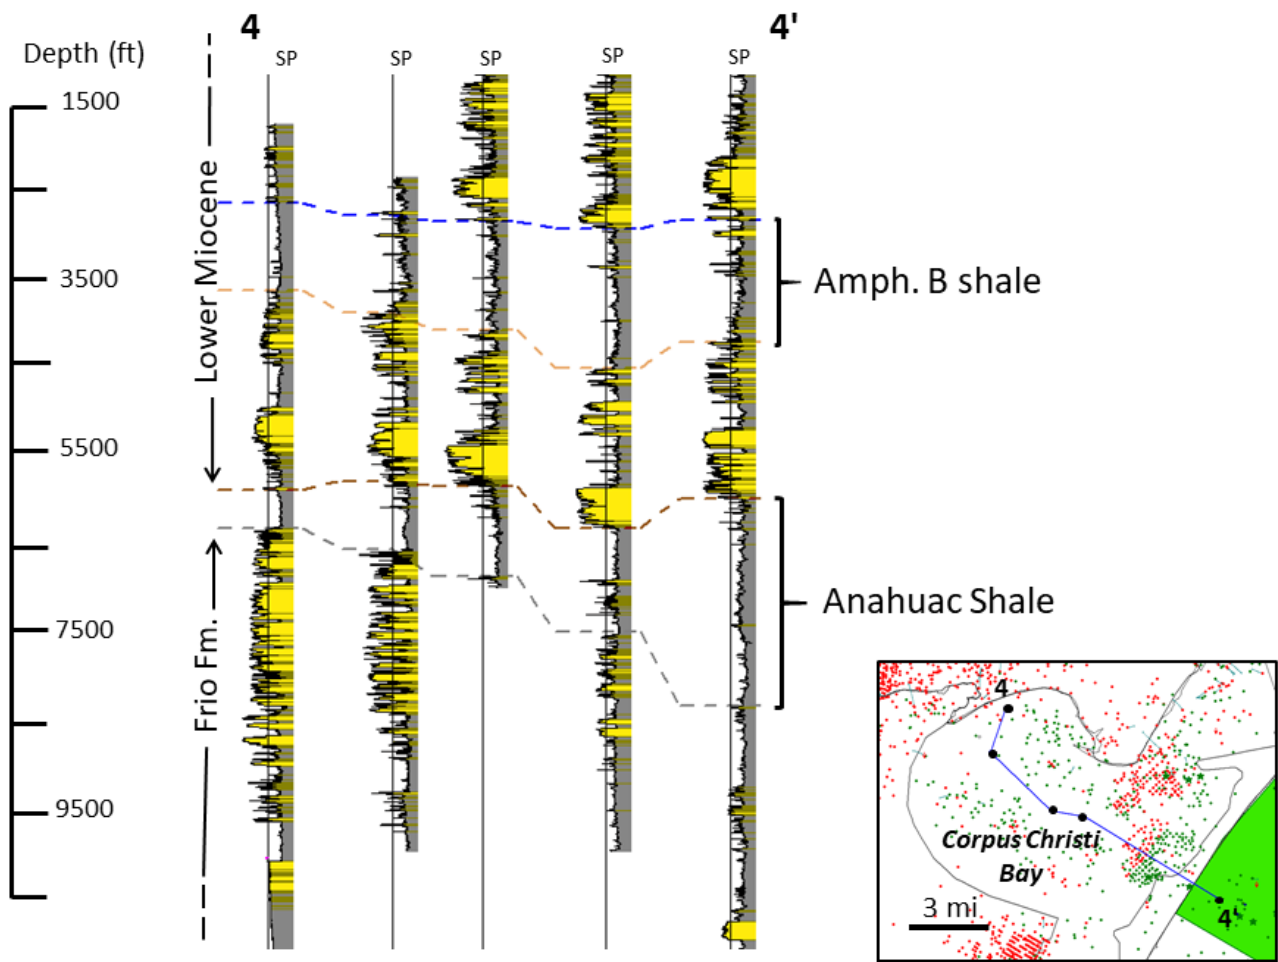 4
4'
Depth (ft)
SP
SP
SP
SP
SP
1500
3500
5500
7500
9500
Lower Miocene
Frio Fm.
Amph. B shale
Anahuac Shale
4
Corpus Christi
Bay
3 mi
4'